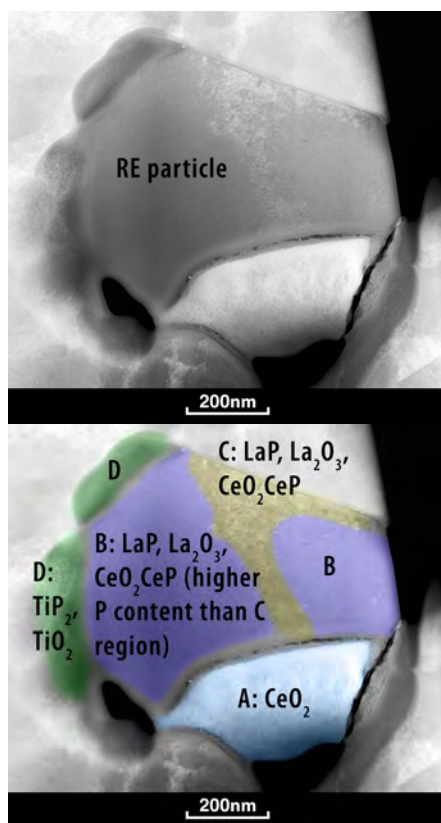 RE particle
200nm
C: LaP, La₂O₃,
CeO₂CeP
D
B: LaP, La₂O₃,
CeO₂CeP (higher
P content than C
region)
B
D:
TiP₂,
TiO₂
A: CeO₂
200nm